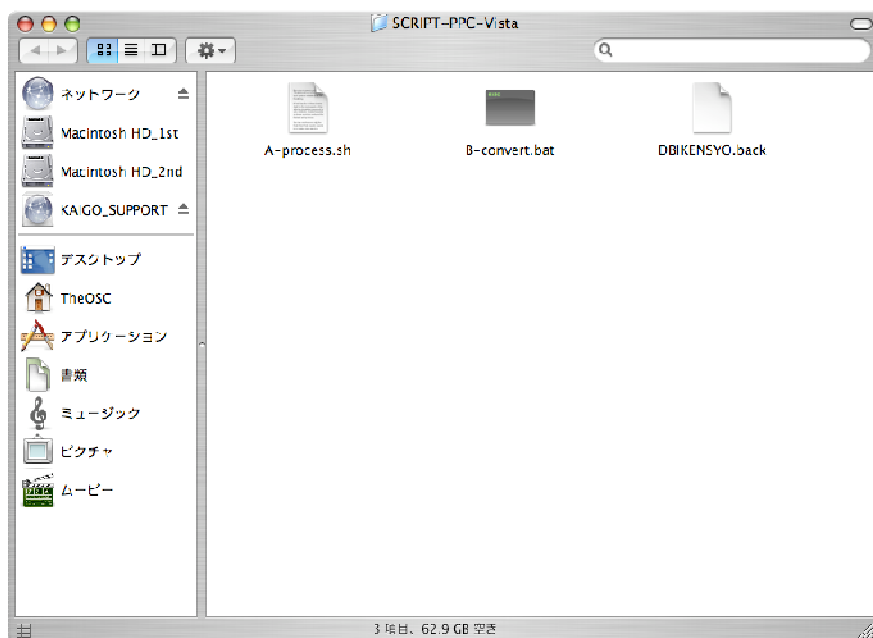 SCRIPT-PPC-Vista
ネットワーク
Macintosh HD_1st
Macintosh HD_2nd
KAIGO_SUPPORT
デスクトップ
TheOSC
アプリケーション
書類
ミュージック
ピクチャ
ムービー
A-process.sh
B-convert.bat
DBIKENSYO.back
3 項目、62.9 GB 空き